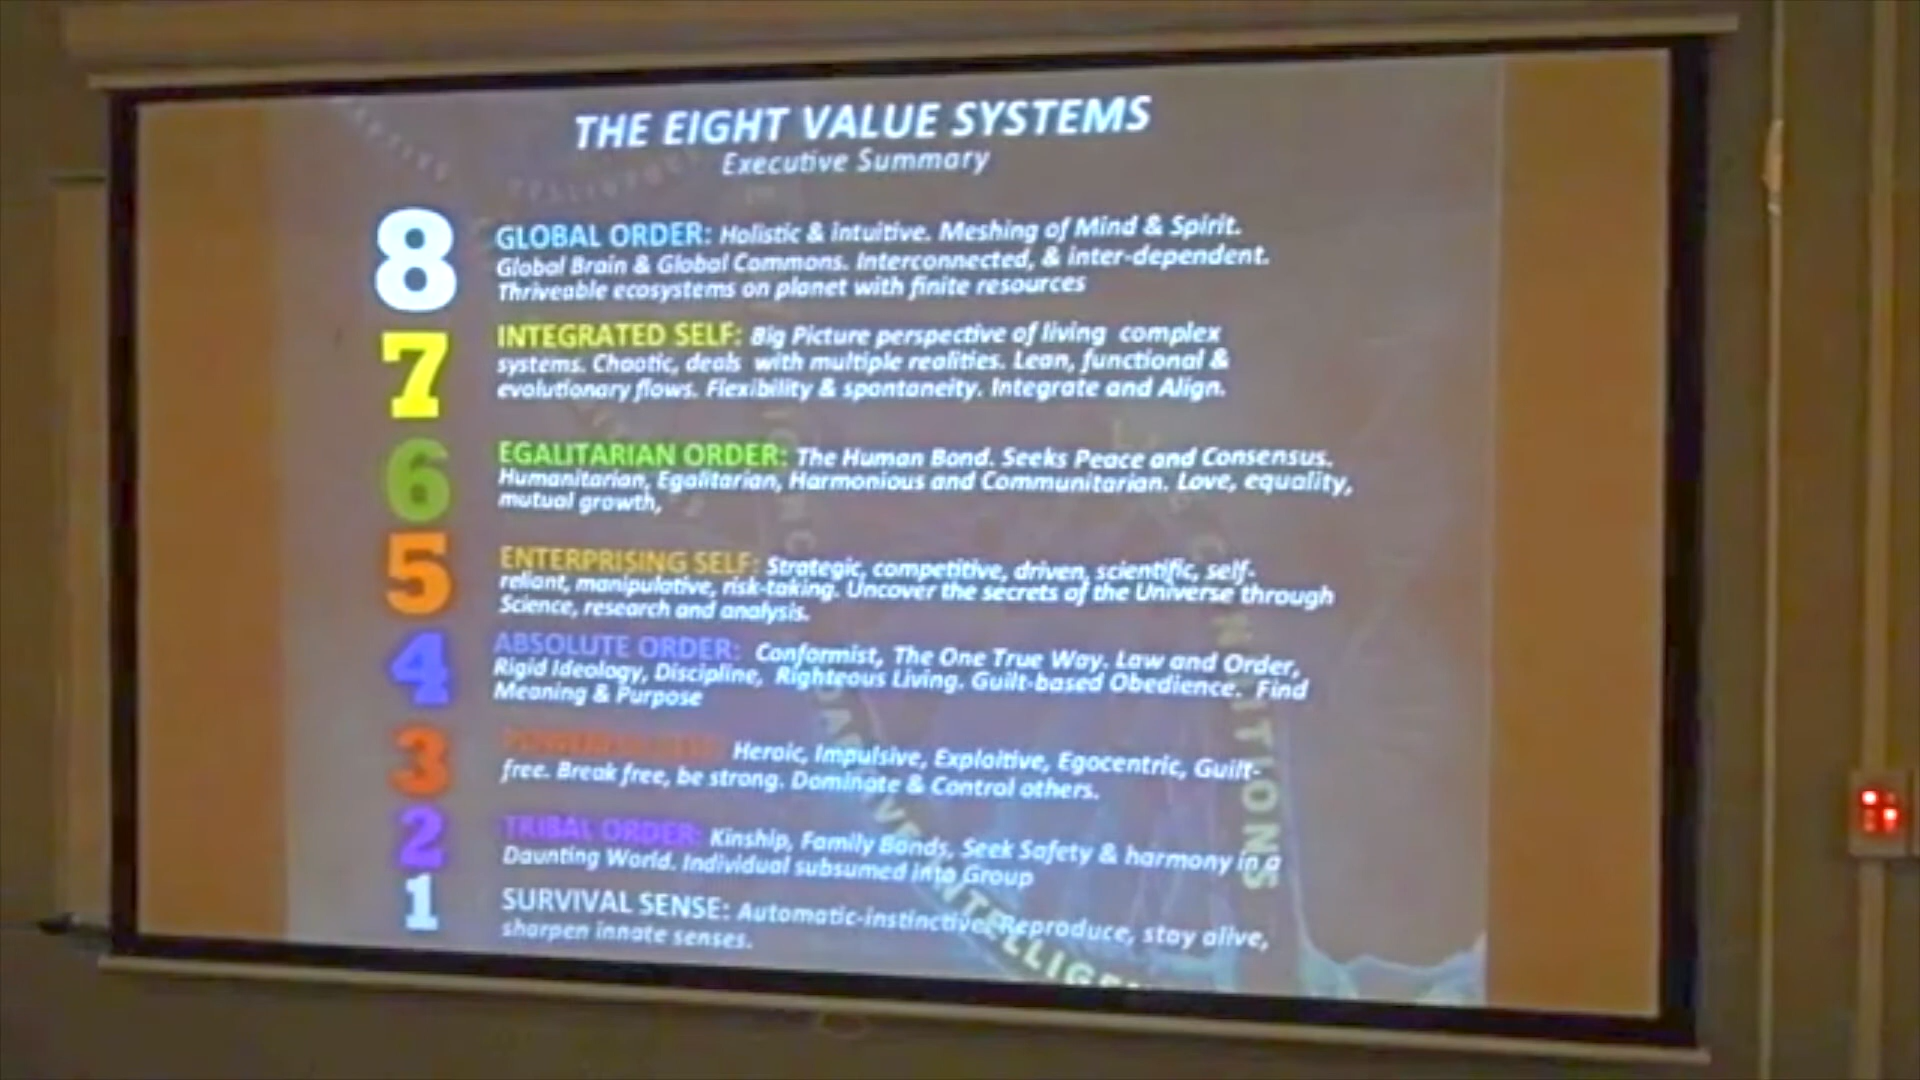 THE EIGHT VALUE SYSTEMS
Executive Summary
8
GLOBAL ORDER: Holistic & intuitive. Meshing of Mind & Spirit.
Global Brain & Global Commons. Interconnected, & inter-dependent.
Thriveable ecosystems on planet with finite resources
7
INTEGRATED SELF: Big Picture perspective of living complex
systems. Chaotic, deals with multiple realities. Lean, functional &
evolutionary flows. Flexibility & spontaneity. Integrate and Align.
6
EGALITARIAN ORDER: The Human Bond. Seeks Peace and Consensus.
Humanitarian, Egalitarian, Harmonious and Communitarian. Love, equality,
mutual growth,
5
ENTERPRISING SELF: Strategic, competitive, driven, scientific, self-
reliant, manipulative, risk-taking. Uncover the secrets of the Universe through
Science, research and analysis.
4
ABSOLUTE ORDER: Conformist, The One True Way. Law and Order,
Rigid Ideology, Discipline, Righteous Living. Guilt-based Obedience. Find
Meaning & Purpose
3
Heroic, Impulsive, Exploitive, Egocentric, Guilt-
free. Break free, be strong. Dominate & Control others.
2
TRIBAL ORDER: Kinship, Family Bonds, Seek Safety & harmony in a
Daunting World. Individual subsumed into Group
1
SURVIVAL SENSE: Automatic-instinctive. Reproduce, stay alive,
sharpen innate senses.